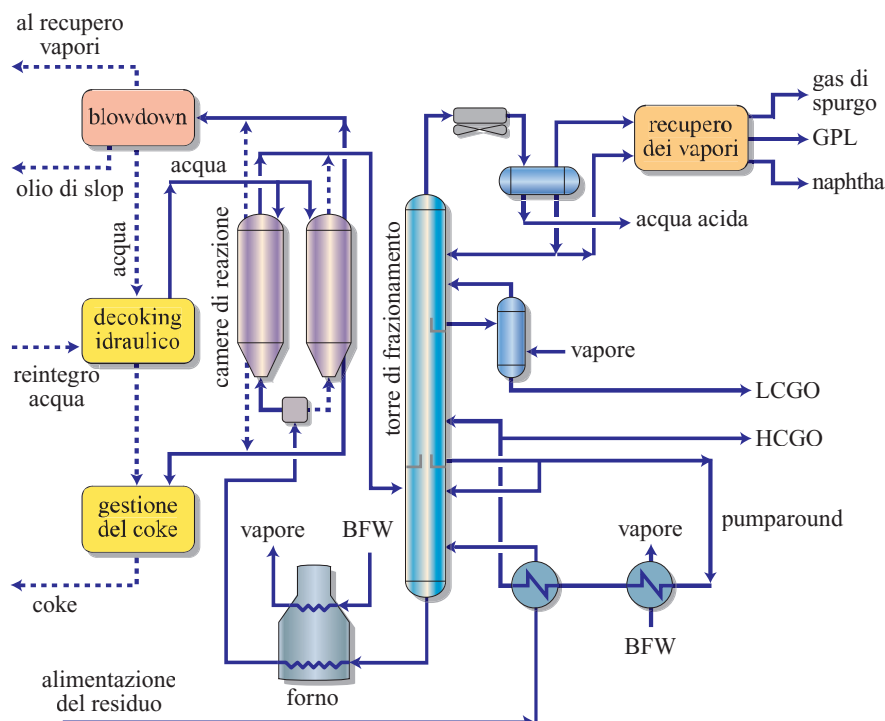 al recupero
vapori
blowdown
olio di slop
acqua
acqua
decoking
idraulico
reintegro
acqua
gestione
del coke
coke
camere di reazione
torre di frazionamento
recupero
dei vapori
gas di
spurgo
GPL
naphtha
acqua acida
vapore
LCGO
HCGO
pumparound
vapore
BFW
vapore
BFW
forno
alimentazione
del residuo